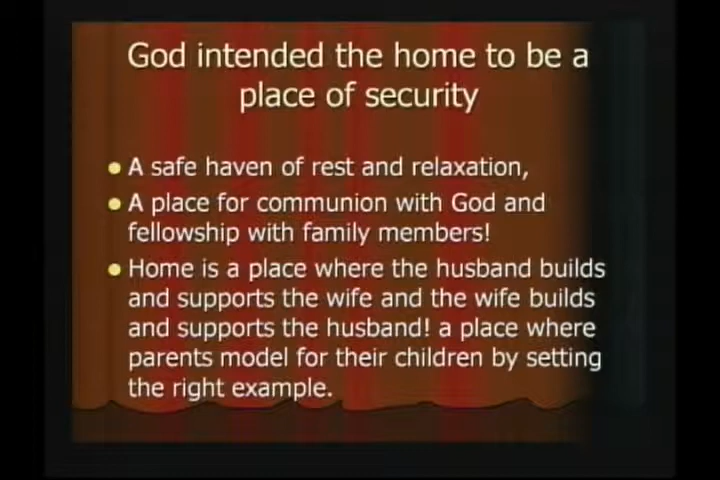 God intended the home to be a
place of security
A safe haven of rest and relaxation,
A place for communion with God and
fellowship with family members!
Home is a place where the husband builds
and supports the wife and the wife builds
and supports the husband! a place where
parents model for their children by setting
the right example.